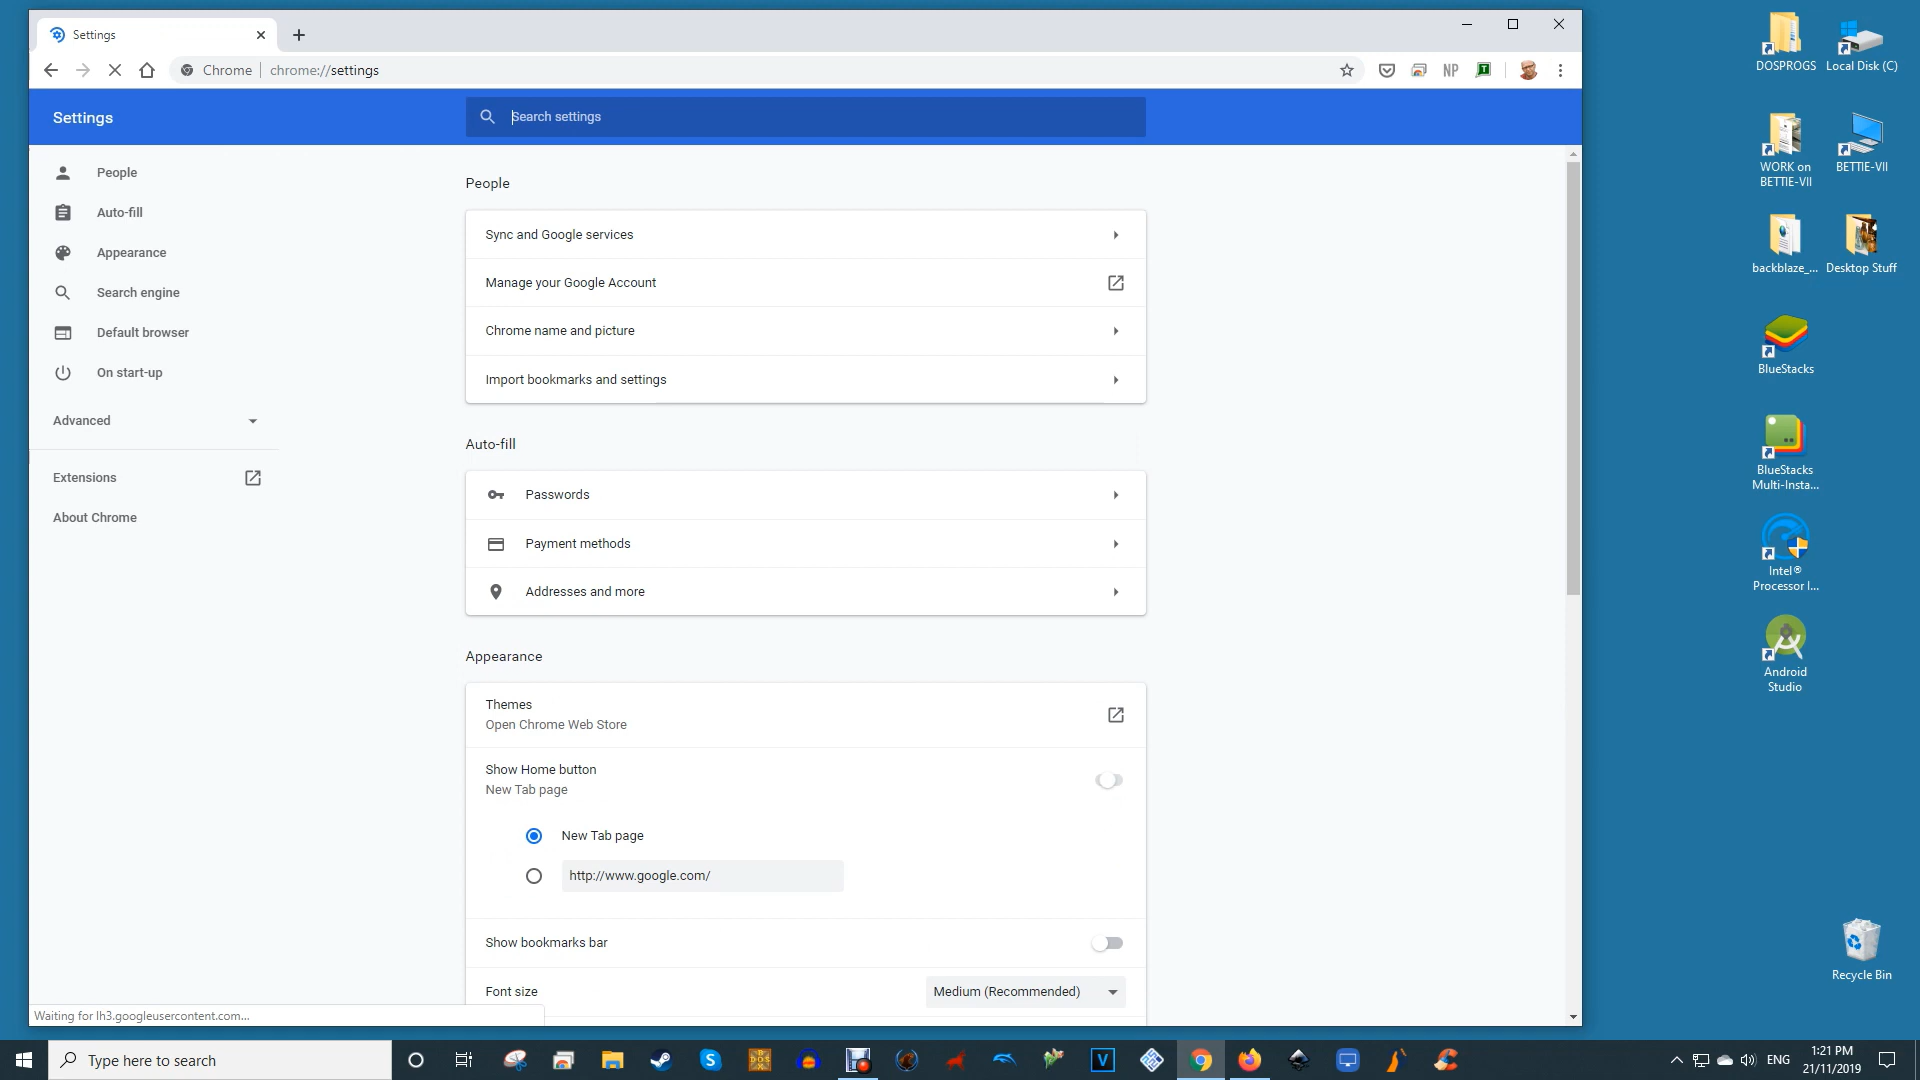 Settings
Chrome
chrome://settings
NP
Settings
Search settings
People
Auto-fill
Appearance
Search engine
Default browser
On start-up
Advanced
Extensions
About Chrome
People
Sync and Google services
Manage your Google Account
Chrome name and picture
Import bookmarks and settings
Auto-fill
Passwords
Payment methods
Addresses and more
Appearance
Themes
Open Chrome Web Store
Show Home button
New Tab page
New Tab page
http://www.google.com/
Show bookmarks bar
Font size
Medium (Recommended)
Waiting for lh3.googleusercontent.com...
DOSPROGS
Local Disk (C)
WORK on
BETTIE-VII
BETTIE-VII
backblaze_...
Desktop Stuff
BlueStacks
BlueStacks
Multi-Insta...
Intel®
Processor I...
Android
Studio
Recycle Bin
Type here to search
ENG
1:21 PM
21/11/2019